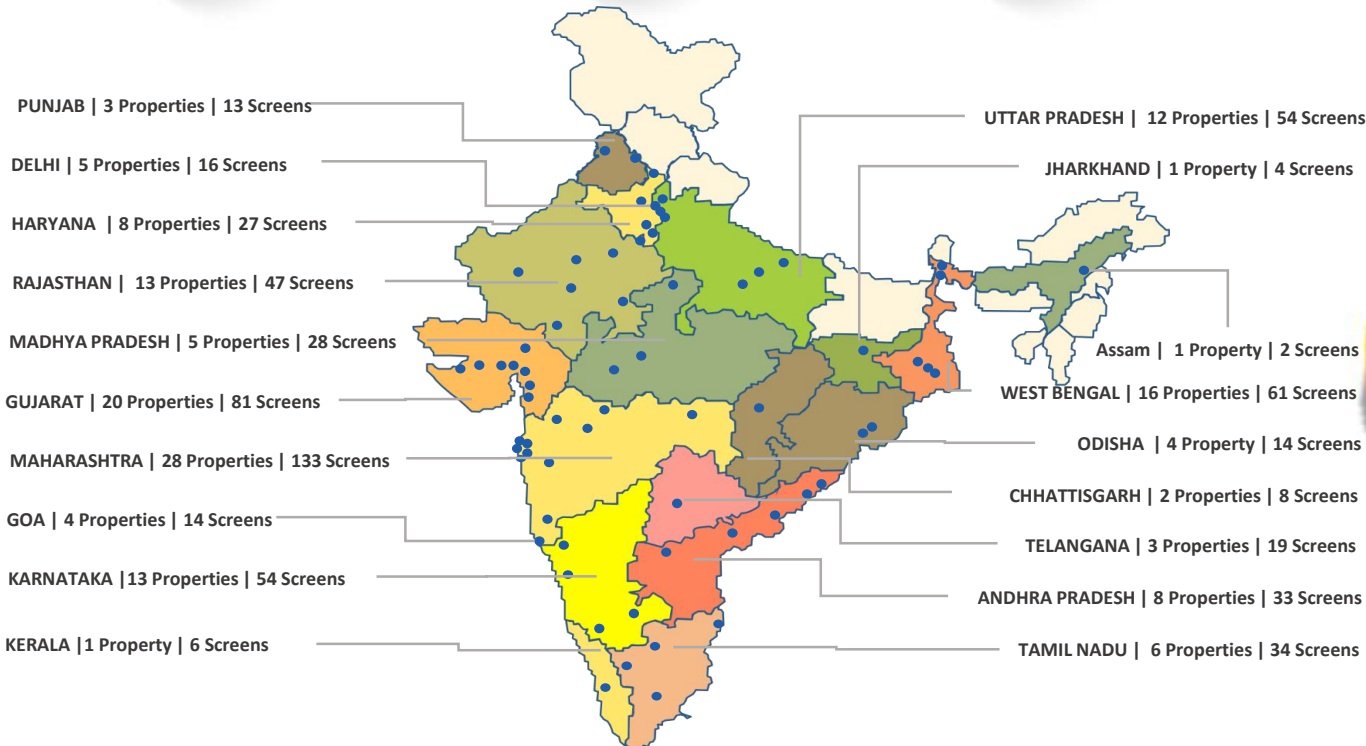 PUNJAB | 3 Properties | 13 Screens
DELHI | 5 Properties | 16 Screens
HARYANA | 8 Properties | 27 Screens
RAJASTHAN | 13 Properties | 47 Screens
MADHYA PRADESH | 5 Properties | 28 Screens
GUJARAT | 20 Properties | 81 Screens
MAHARASHTRA | 28 Properties | 133 Screens
GOA | 4 Properties | 14 Screens
KARNATAKA |13 Properties | 54 Screens
KERALA |1 Property | 6 Screens
UTTAR PRADESH | 12 Properties | 54 Screens
JHARKHAND | 1 Property | 4 Screens
Assam | 1 Property | 2 Screens
WEST BENGAL | 16 Properties | 61 Screens
ODISHA | 4 Property | 14 Screens
CHHATTISGARH | 2 Properties | 8 Screens
TELANGANA | 3 Properties | 19 Screens
ANDHRA PRADESH | 8 Properties | 33 Screens
TAMIL NADU | 6 Properties | 34 Screens